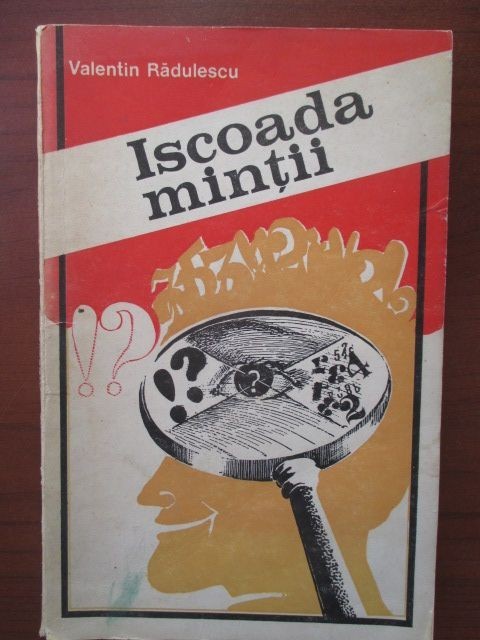 Valentin Rădulescu
Iscoada
minții
!?
!?
?